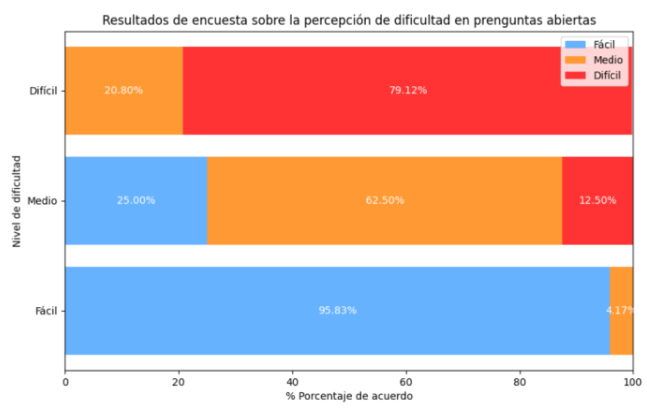 Resultados de encuesta sobre la percepción de dificultad en prenguntas abiertas
Fácil
Medio
Difícil
Nivel de dificultad
Difícil
20.80%
79.12%
Medio
25.00%
62.50%
12.50%
Fácil
95.83%
4.17%
0
20
40
60
80
100
% Porcentaje de acuerdo